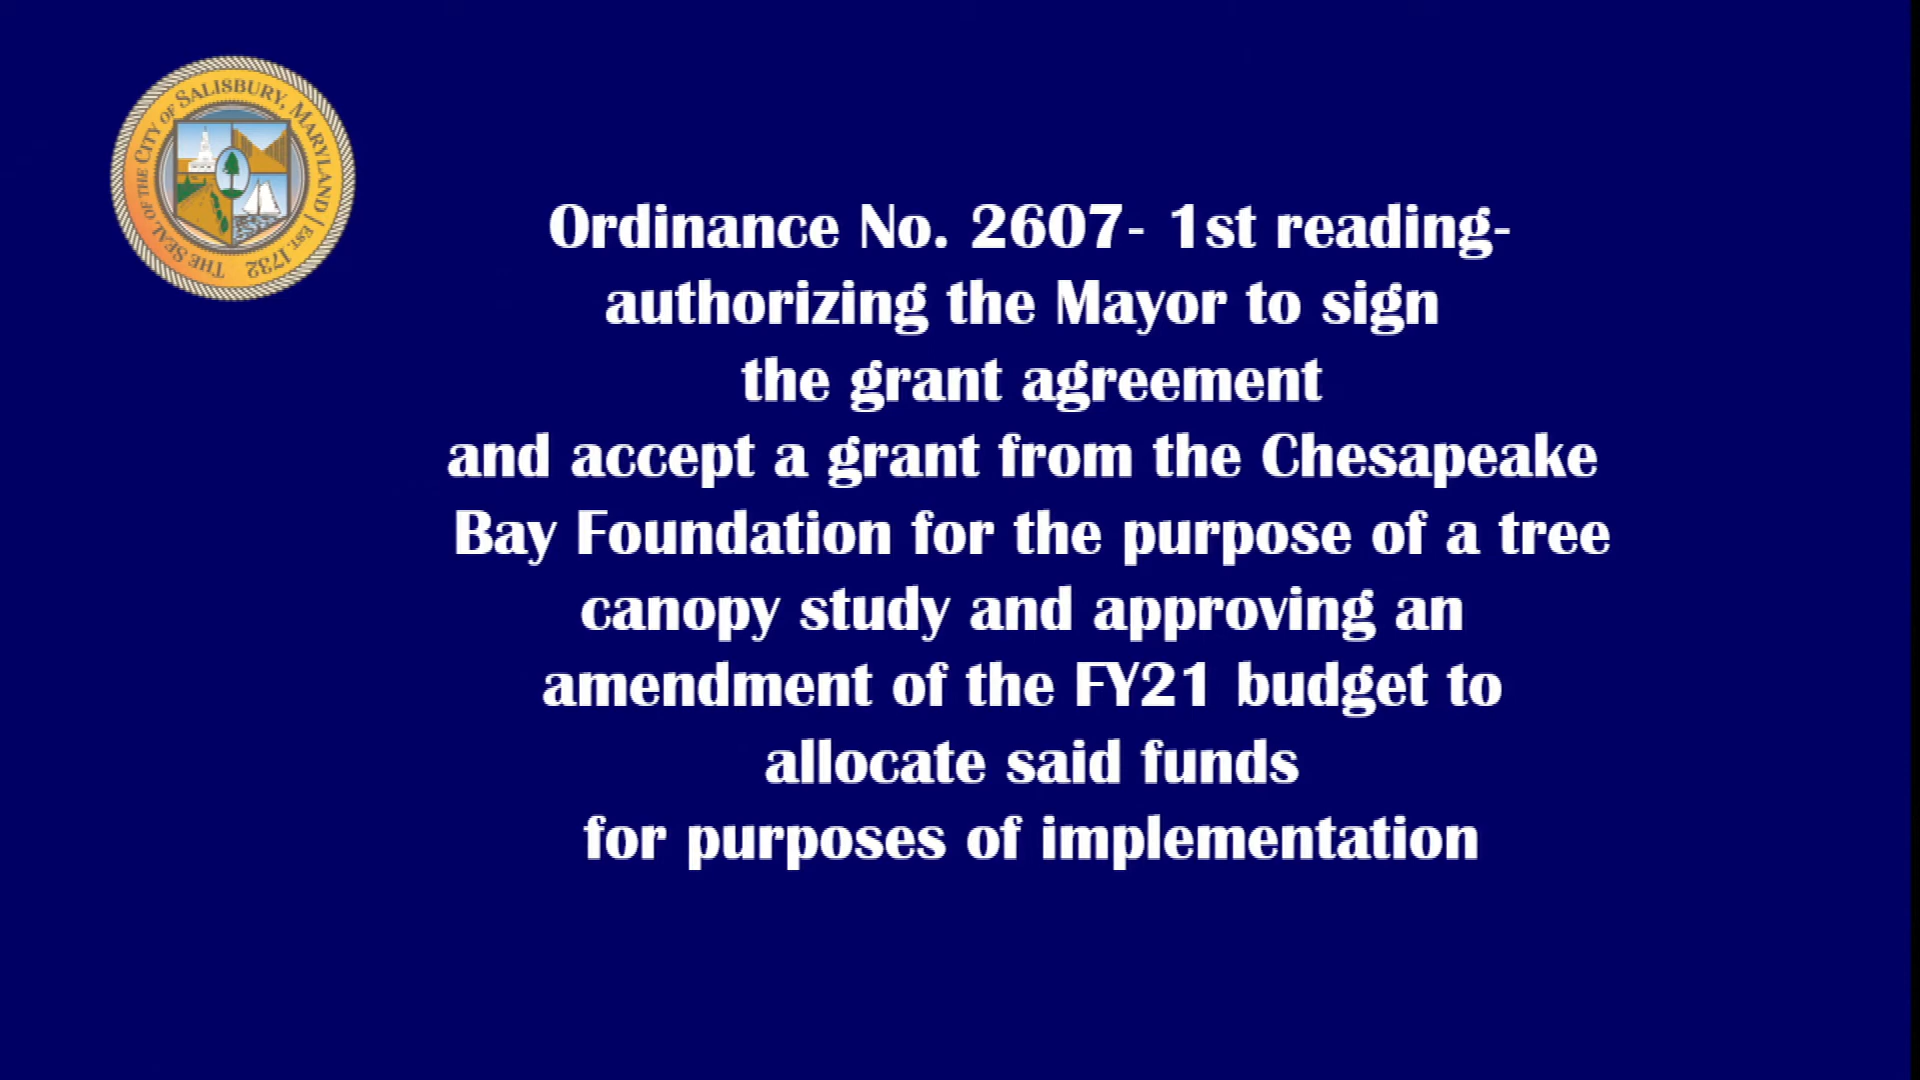 THE SEAL OF THE CITY OF SALISBURY, MARYLAND | EST. 1732
Ordinance No. 2607- 1st reading-
authorizing the Mayor to sign
the grant agreement
and accept a grant from the Chesapeake
Bay Foundation for the purpose of a tree
canopy study and approving an
amendment of the FY21 budget to
allocate said funds
for purposes of implementation